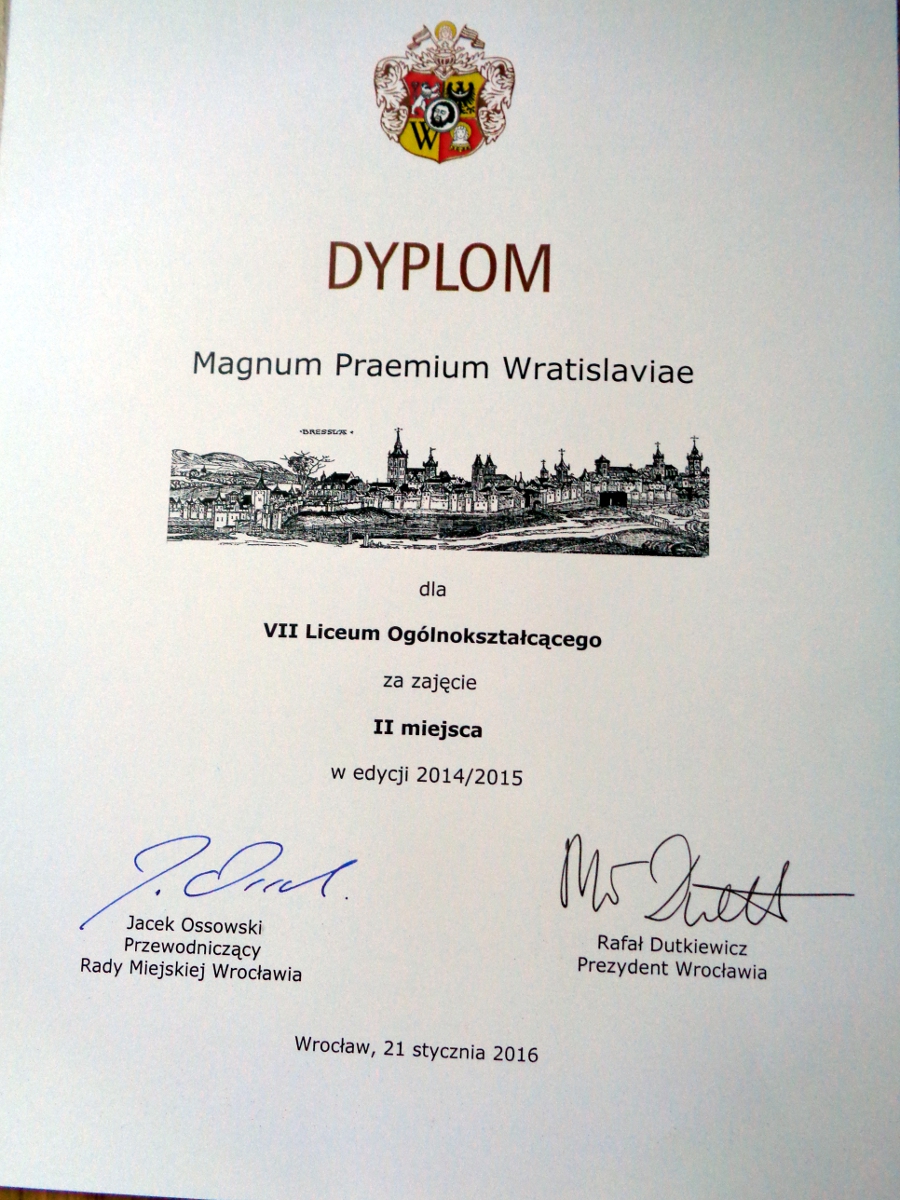 W
DYPLOM
Magnum Praemium Wratislaviae
dla
VII Liceum Ogólnokształcącego
za zajęcie
II miejsca
w edycji 2014/2015
Jacek Ossowski
Przewodniczący
Rady Miejskiej Wrocławia
Rafał Dutkiewicz
Prezydent Wrocławia
Wrocław, 21 stycznia 2016